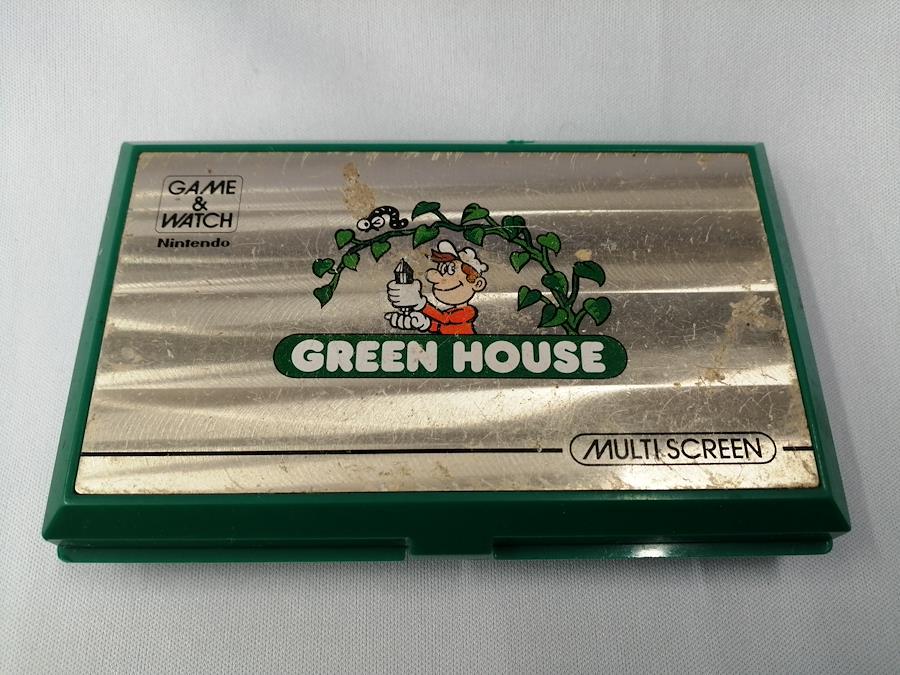 GAME
&
WATCH
Nintendo
GREEN HOUSE
MULTI SCREEN